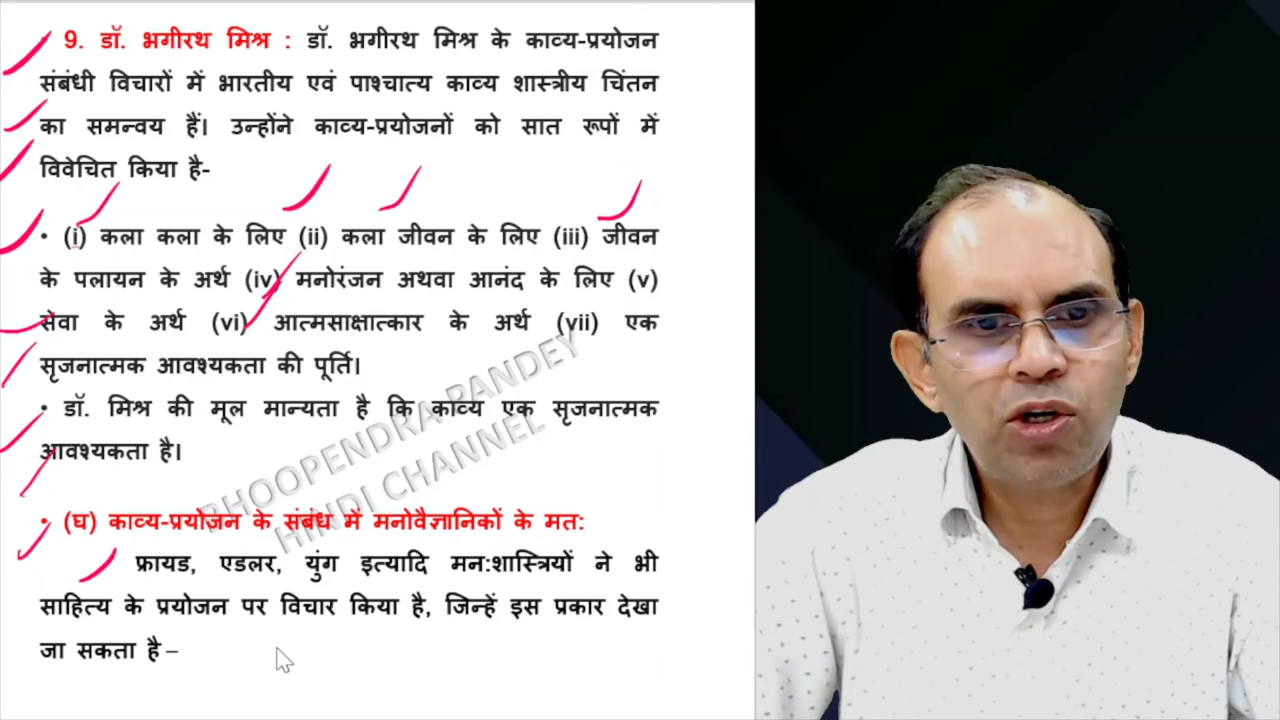 9. डॉ. भगीरथ मिश्र : डॉ. भगीरथ मिश्र के काव्य-प्रयोजन
संबंधी विचारों में भारतीय एवं पाश्चात्य काव्य शास्त्रीय चिंतन
का समन्वय हैं। उन्होंने काव्य-प्रयोजनों को सात रूपों में
विवेचित किया है-
• (i) कला कला के लिए (ii) कला जीवन के लिए (iii) जीवन
के पलायन के अर्थ (iv) मनोरंजन अथवा आनंद के लिए (v)
सेवा के अर्थ (vi) आत्मसाक्षात्कार के अर्थ (vii) एक
सृजनात्मक आवश्यकता की पूर्ति।
• डॉ. मिश्र की मूल मान्यता है कि काव्य एक सृजनात्मक
आवश्यकता है।
BHOOPENDRA PANDEY
HINDI CHANNEL
• (घ) काव्य-प्रयोजन के संबंध में मनोवैज्ञानिकों के मत:
फ्रायड, एडलर, युंग इत्यादि मन:शास्त्रियों ने भी
साहित्य के प्रयोजन पर विचार किया है, जिन्हें इस प्रकार देखा
जा सकता है –